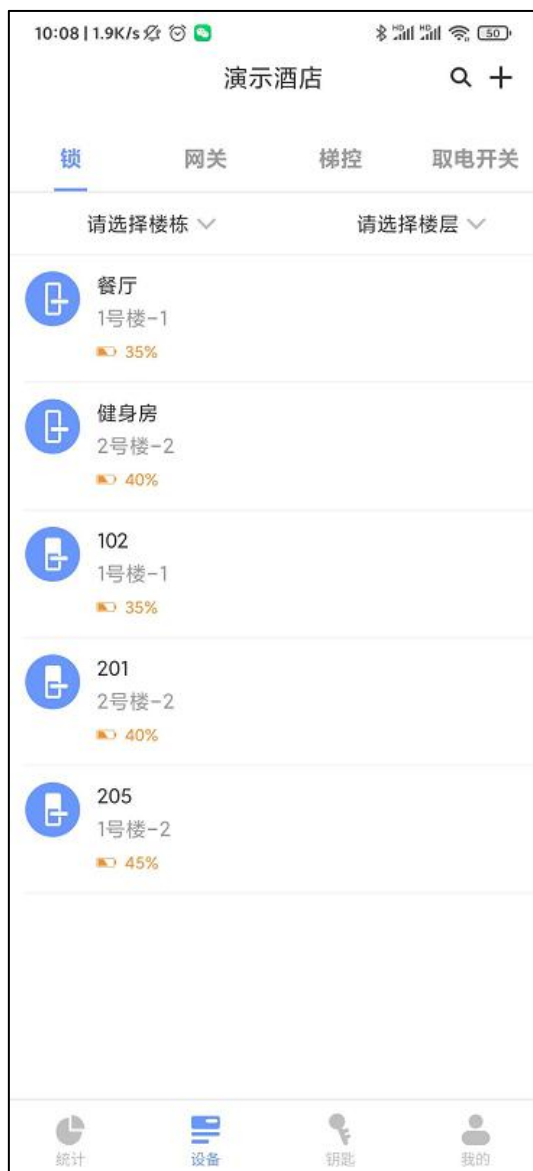 10:08 | 1.9K/s HD HD 50
演示酒店
锁 网关 梯控 取电开关
请选择楼栋 请选择楼层
餐厅
1号楼-1
35%
健身房
2号楼-2
40%
102
1号楼-1
35%
201
2号楼-2
40%
205
1号楼-2
45%
統计 设备 钥匙 我的